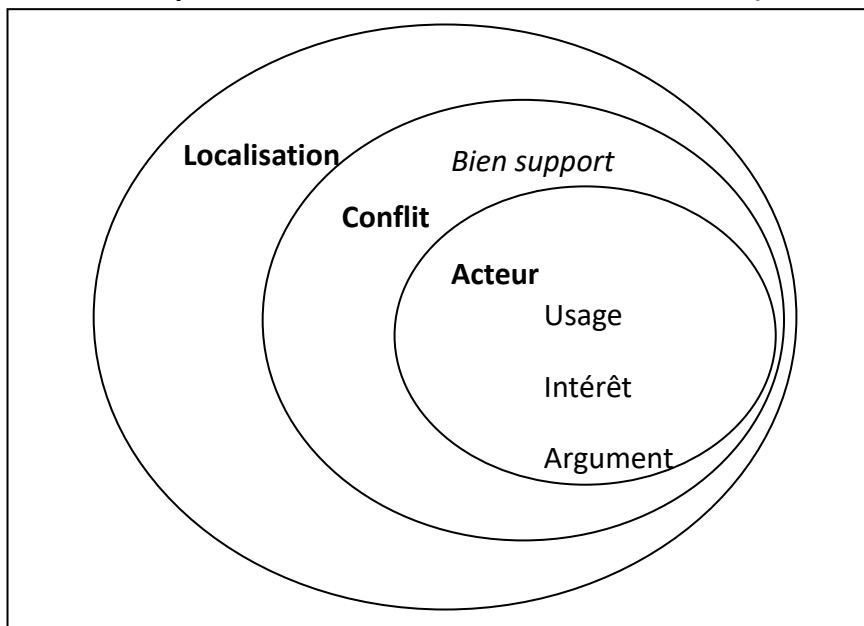 Localisation
Bien support
Conflit
Acteur
Usage
Intérêt
Argument